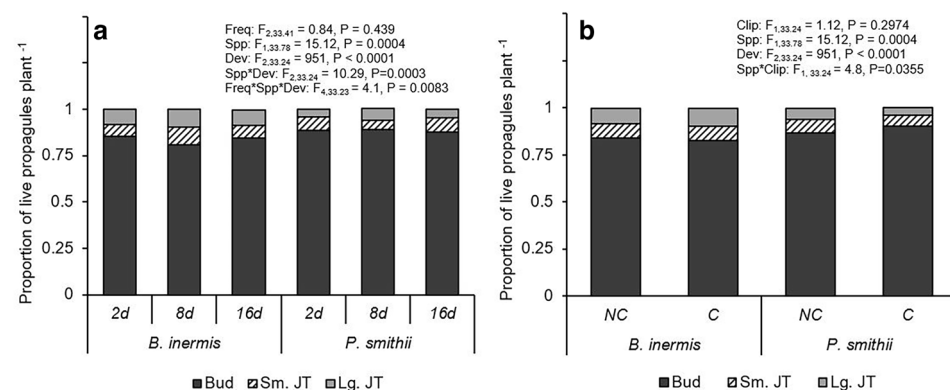 a
Freq: F2,33.41 = 0.84, P = 0.439
Spp: F1,33.78 = 15.12, P = 0.0004
Dev: F2,33.24 = 951, P < 0.0001
Spp*Dev: F2,33.24 = 10.29, P=0.0003
Freq*Spp*Dev: F4,33.23 = 4.1, P = 0.0083
Proportion of live propagules plant -1
1
0.75
0.5
0.25
0
2d 8d 16d 2d 8d 16d
B. inermis P. smithii
Bud Sm. JT Lg. JT
b
Clip: F1,33.24 = 1.12, P = 0.2974
Spp: F1,33.78 = 15.12, P = 0.0004
Dev: F2,33.24 = 951, P < 0.0001
Spp*Clip: F1, 33.24 = 4.8, P=0.0355
Proportion of live propagules plant -1
1
0.75
0.5
0.25
0
NC C NC C
B. inermis P. smithii
Bud Sm. JT Lg. JT